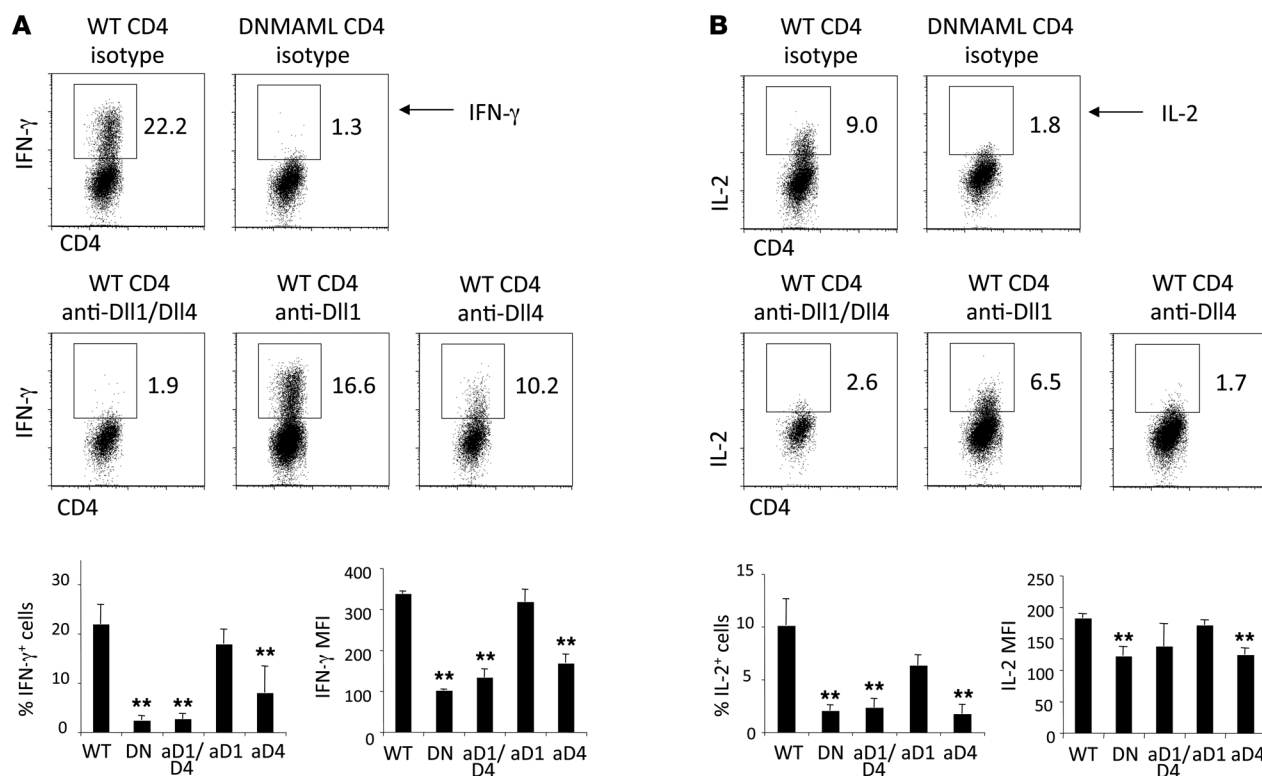 A
WT CD4
isotype
DNMAML CD4
isotype
IFN-γ
22.2
1.3
IFN-γ
CD4
WT CD4
anti-Dll1/Dll4
WT CD4
anti-Dll1
WT CD4
anti-Dll4
IFN-γ
1.9
16.6
10.2
CD4
% IFN-γ+ cells
30
20
10
0
**
**
**
WT
DN
aD1/
D4
aD1
aD4
IFN-γ MFI
400
300
200
100
0
**
**
**
WT
DN
aD1/
D4
aD1
aD4
B
WT CD4
isotype
DNMAML CD4
isotype
IL-2
9.0
1.8
IL-2
CD4
WT CD4
anti-Dll1/Dll4
WT CD4
anti-Dll1
WT CD4
anti-Dll4
IL-2
2.6
6.5
1.7
CD4
% IL-2+ cells
15
10
5
0
**
**
**
WT
DN
aD1/
D4
aD1
aD4
IL-2 MFI
250
200
150
100
50
0
**
**
WT
DN
aD1/
D4
aD1
aD4